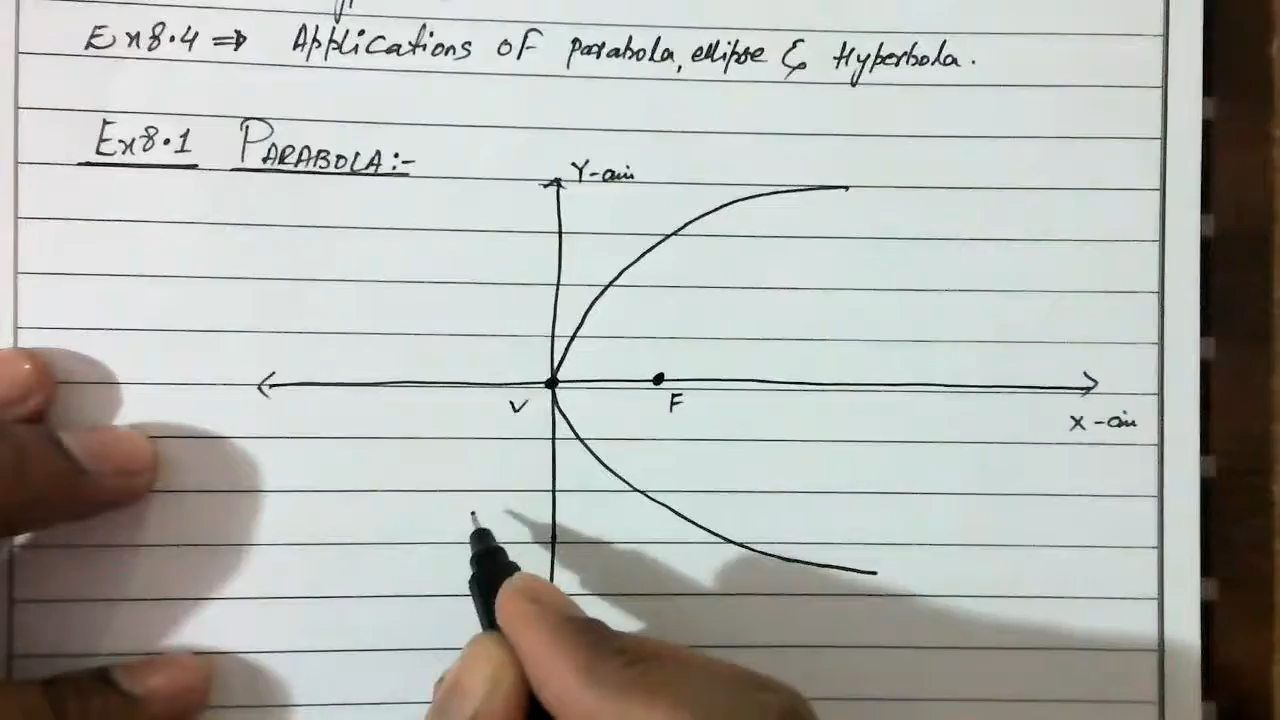 Ex8.4 ⇒ Applications of parabola, ellipse & Hyperbola.
Ex8.1 PARABOLA:-
Y-axis
V F
X-axis